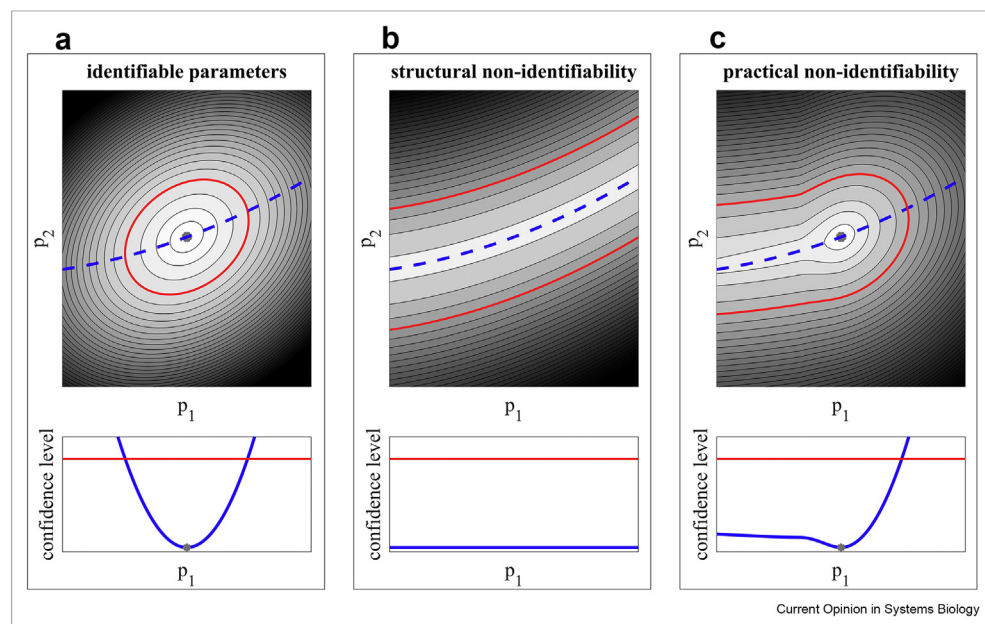 a
identifiable parameters
p2
p1
confidence level
p1
b
structural non-identifiability
p2
p1
confidence level
p1
c
practical non-identifiability
p2
p1
confidence level
p1
Current Opinion in Systems Biology